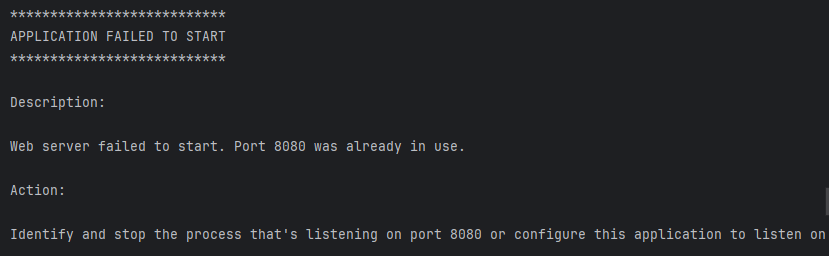 ***************************
APPLICATION FAILED TO START
***************************
Description:
Web server failed to start. Port 8080 was already in use.
Action:
Identify and stop the process that's listening on port 8080 or configure this application to listen on